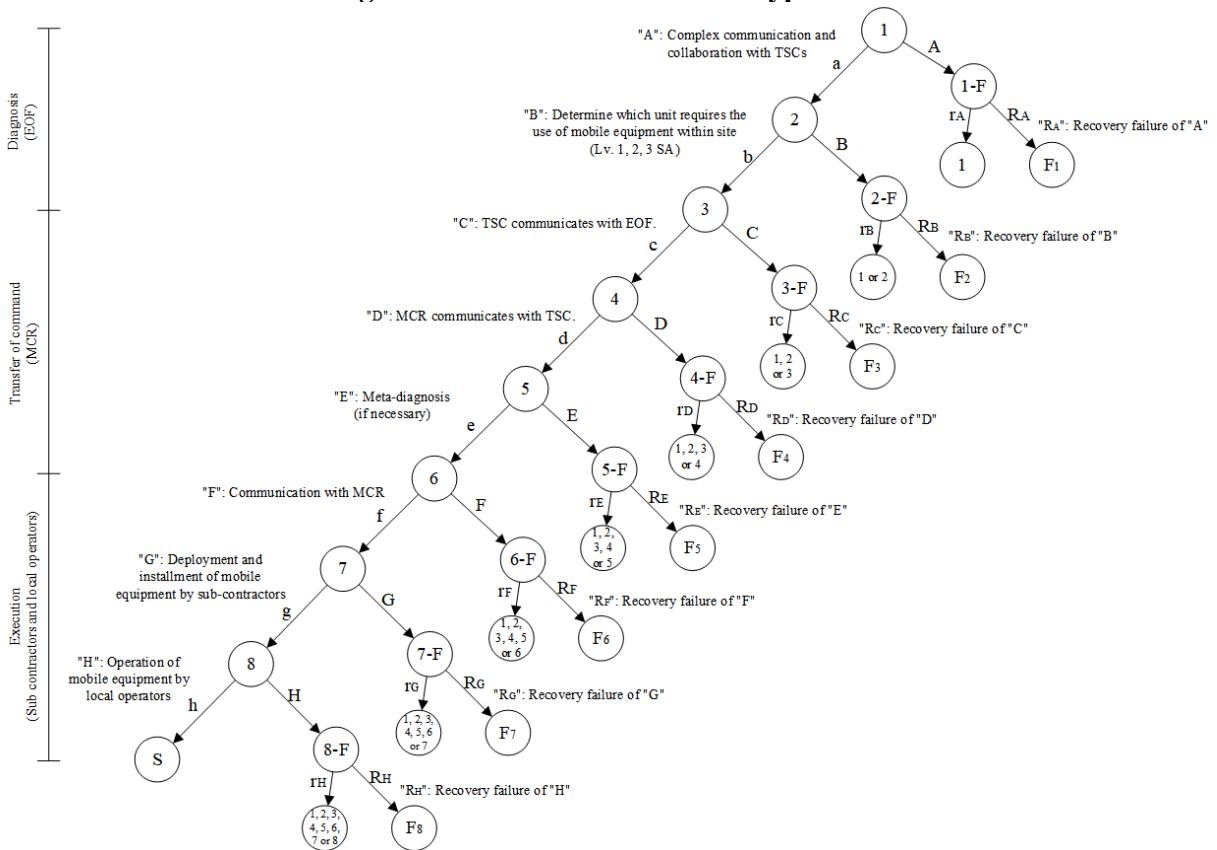 1
"A": Complex communication and
collaboration with TSCs
a
A
1-F
rA
RA
"RA": Recovery failure of "A"
1
F1
"B": Determine which unit requires the
use of mobile equipment within site
(Lv. 1, 2, 3 SA)
2
b
B
2-F
rB
RB
"RB": Recovery failure of "B"
1 or 2
F2
Diagnosis
(EOF)
3
"C": TSC communicates with EOF.
c
C
3-F
rC
RC
"RC": Recovery failure of "C"
1, 2
or 3
F3
4
"D": MCR communicates with TSC.
d
D
4-F
rD
RD
"RD": Recovery failure of "D"
1, 2, 3
or 4
F4
Transfer of command
(MCR)
5
"E": Meta-diagnosis
(if necessary)
e
E
5-F
rE
RE
"RE": Recovery failure of "E"
1, 2,
3, 4
or 5
F5
6
"F": Communication with MCR
f
F
6-F
rF
RF
"RF": Recovery failure of "F"
1, 2,
3, 4, 5
or 6
F6
"G": Deployment and
installment of mobile
equipment by sub-contractors
7
g
G
7-F
rG
RG
"RG": Recovery failure of "G"
1, 2, 3,
4, 5, 6
or 7
F7
Execution
(Sub contractors and local operators)
"H": Operation of
mobile equipment by
local operators
8
h
H
S
8-F
rH
RH
"RH": Recovery failure of "H"
1, 2, 3,
4, 5, 6,
7 or 8
F8